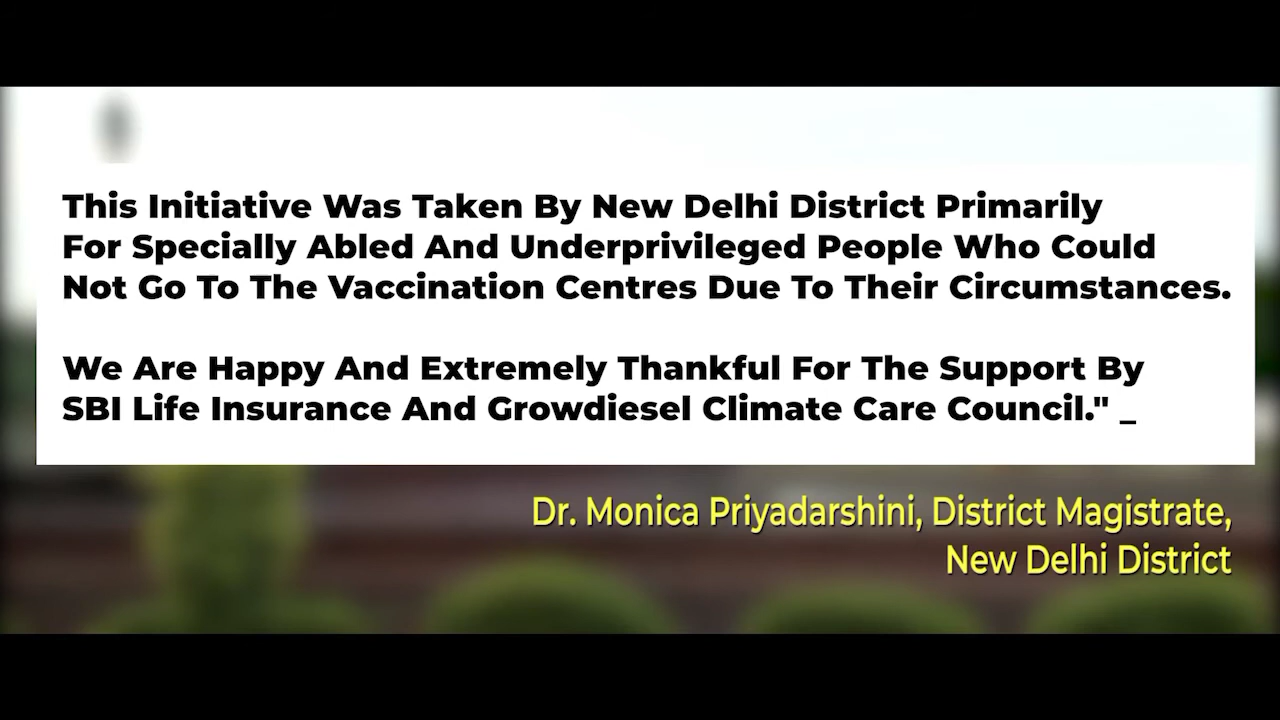 This Initiative Was Taken By New Delhi District Primarily
For Specially Abled And Underprivileged People Who Could
Not Go To The Vaccination Centres Due To Their Circumstances.
We Are Happy And Extremely Thankful For The Support By
SBI Life Insurance And Growdiesel Climate Care Council." _
Dr. Monica Priyadarshini, District Magistrate,
New Delhi District